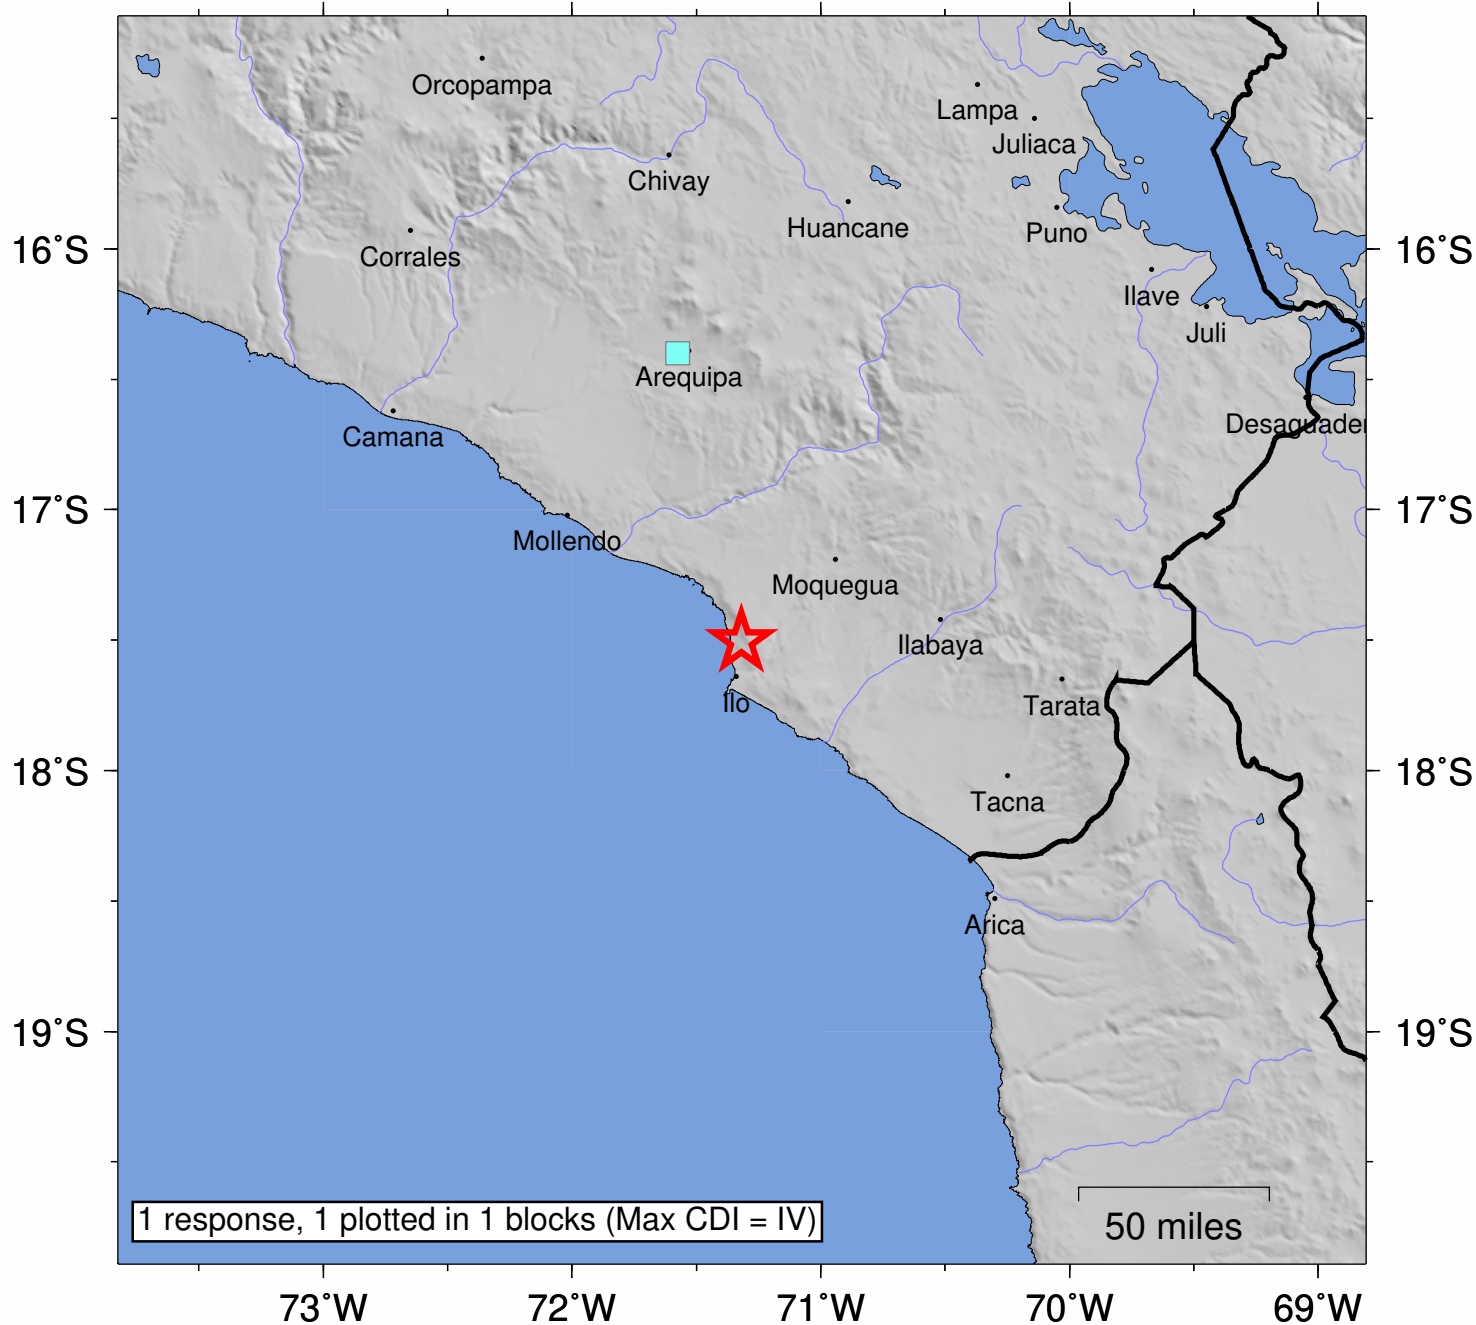 Orcopampa
Lampa
Juliaca
Chivay
Huancane
Puno
16°S
16°S
Corrales
Ilave
Juli
Arequipa
Camana
Desaguader
17°S
17°S
Mollendo
Moquegua
Ilabaya
Ilo
Tarata
18°S
18°S
Tacna
Arica
19°S
19°S
1 response, 1 plotted in 1 blocks (Max CDI = IV)
50 miles
73°W
72°W
71°W
70°W
69°W